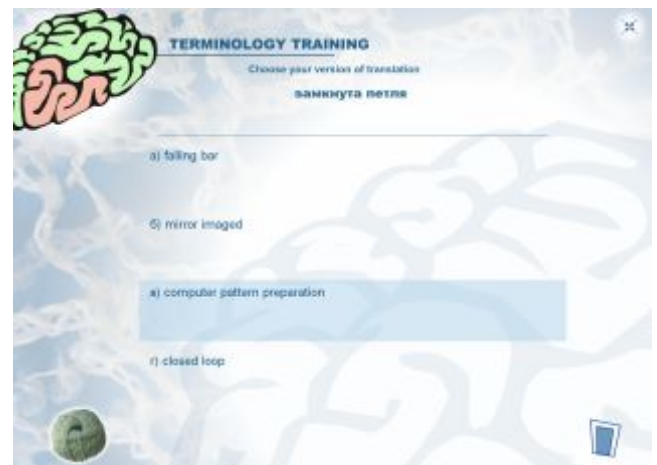 TERMINOLOGY TRAINING
Choose your version of translation
замкнута петля
а) falling bar
б) mirror imaged
в) computer pattern preparation
г) closed loop